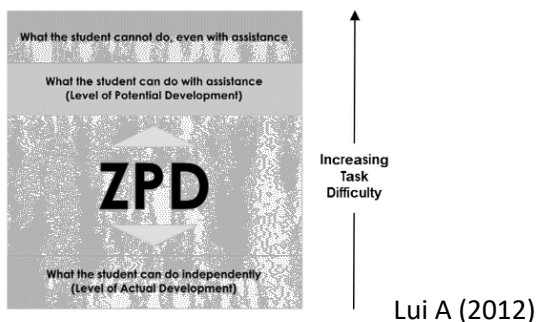 What the student cannot do, even with assistance
What the student can do with assistance
(Level of Potential Development)
ZPD
What the student can do independently
(Level of Actual Development)
Increasing
Task
Difficulty
Lui A (2012)